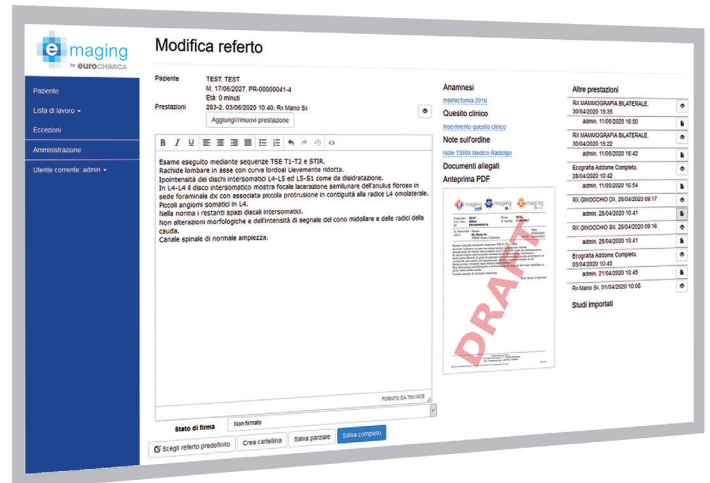 e maging
by euroCHIMICA
Paziente
Lista di lavoro
Eccezioni
Amministrazione
Utente corrente: admin
Modifica referto
Paziente
TEST, TEST
M, 17/06/2027, PR-00000041-4
Età: 0 minuti
Prestazioni
283-2, 03/06/2020 10:40, Rx Mano Sx
Aggiungi/rimuovi prestazione
B I U
Esame eseguito mediante sequenze TSE T1-T2 e STIR.
Rachide lombare in asse con curva lordosi Lievemente ridotta.
Ipointensità dei dischi intersomatici L4-L5 ed L5-S1 come da disidratazione.
In L4-L4 il disco intersomatico mostra focale lacerazione semilunare dell'anulus fibroso in
sede foraminale dx con associata piccola protrusione in contiguità alla radice L4 omolaterale.
Piccoli angiomi somatici in L4.
Nella norma i restanti spazi discali intersomatici.
Non alterazioni morfologiche e dell'intensità di segnale del cono midollare e delle radici della
cauda.
Canale spinale di normale ampiezza.
FORNITO DA TINYMCE
Stato di firma
Non firmato
Scegli referto predefinito
Crea cartellina
Salva parziale
Salva completo
Anamnesi
mastectomia 2016
Quesito clinico
Inserimento quesito clinico
Note sull'ordine
Note TSRM Medico Radologo
Documenti allegati
Anteprima PDF
DRAFT
Altre prestazioni
RX MAMMOGRAFIA BILATERALE,
30/04/2020 15:35
admin, 11/05/2020 16:50
RX MAMMOGRAFIA BILATERALE,
30/04/2020 15:22
admin, 11/05/2020 16:42
Ecografia Addome Completo,
28/04/2020 10:42
admin, 11/05/2020 16:54
RX GINOCCHIO DX, 28/04/2020 09:17
admin, 28/04/2020 10:41
RX GINOCCHIO SN, 28/04/2020 09:16
admin, 28/04/2020 10:41
Ecografia Addome Completo,
03/04/2020 10:45
admin, 21/04/2020 10:45
Rx Mano Sx, 01/04/2020 10:06
Studi importati